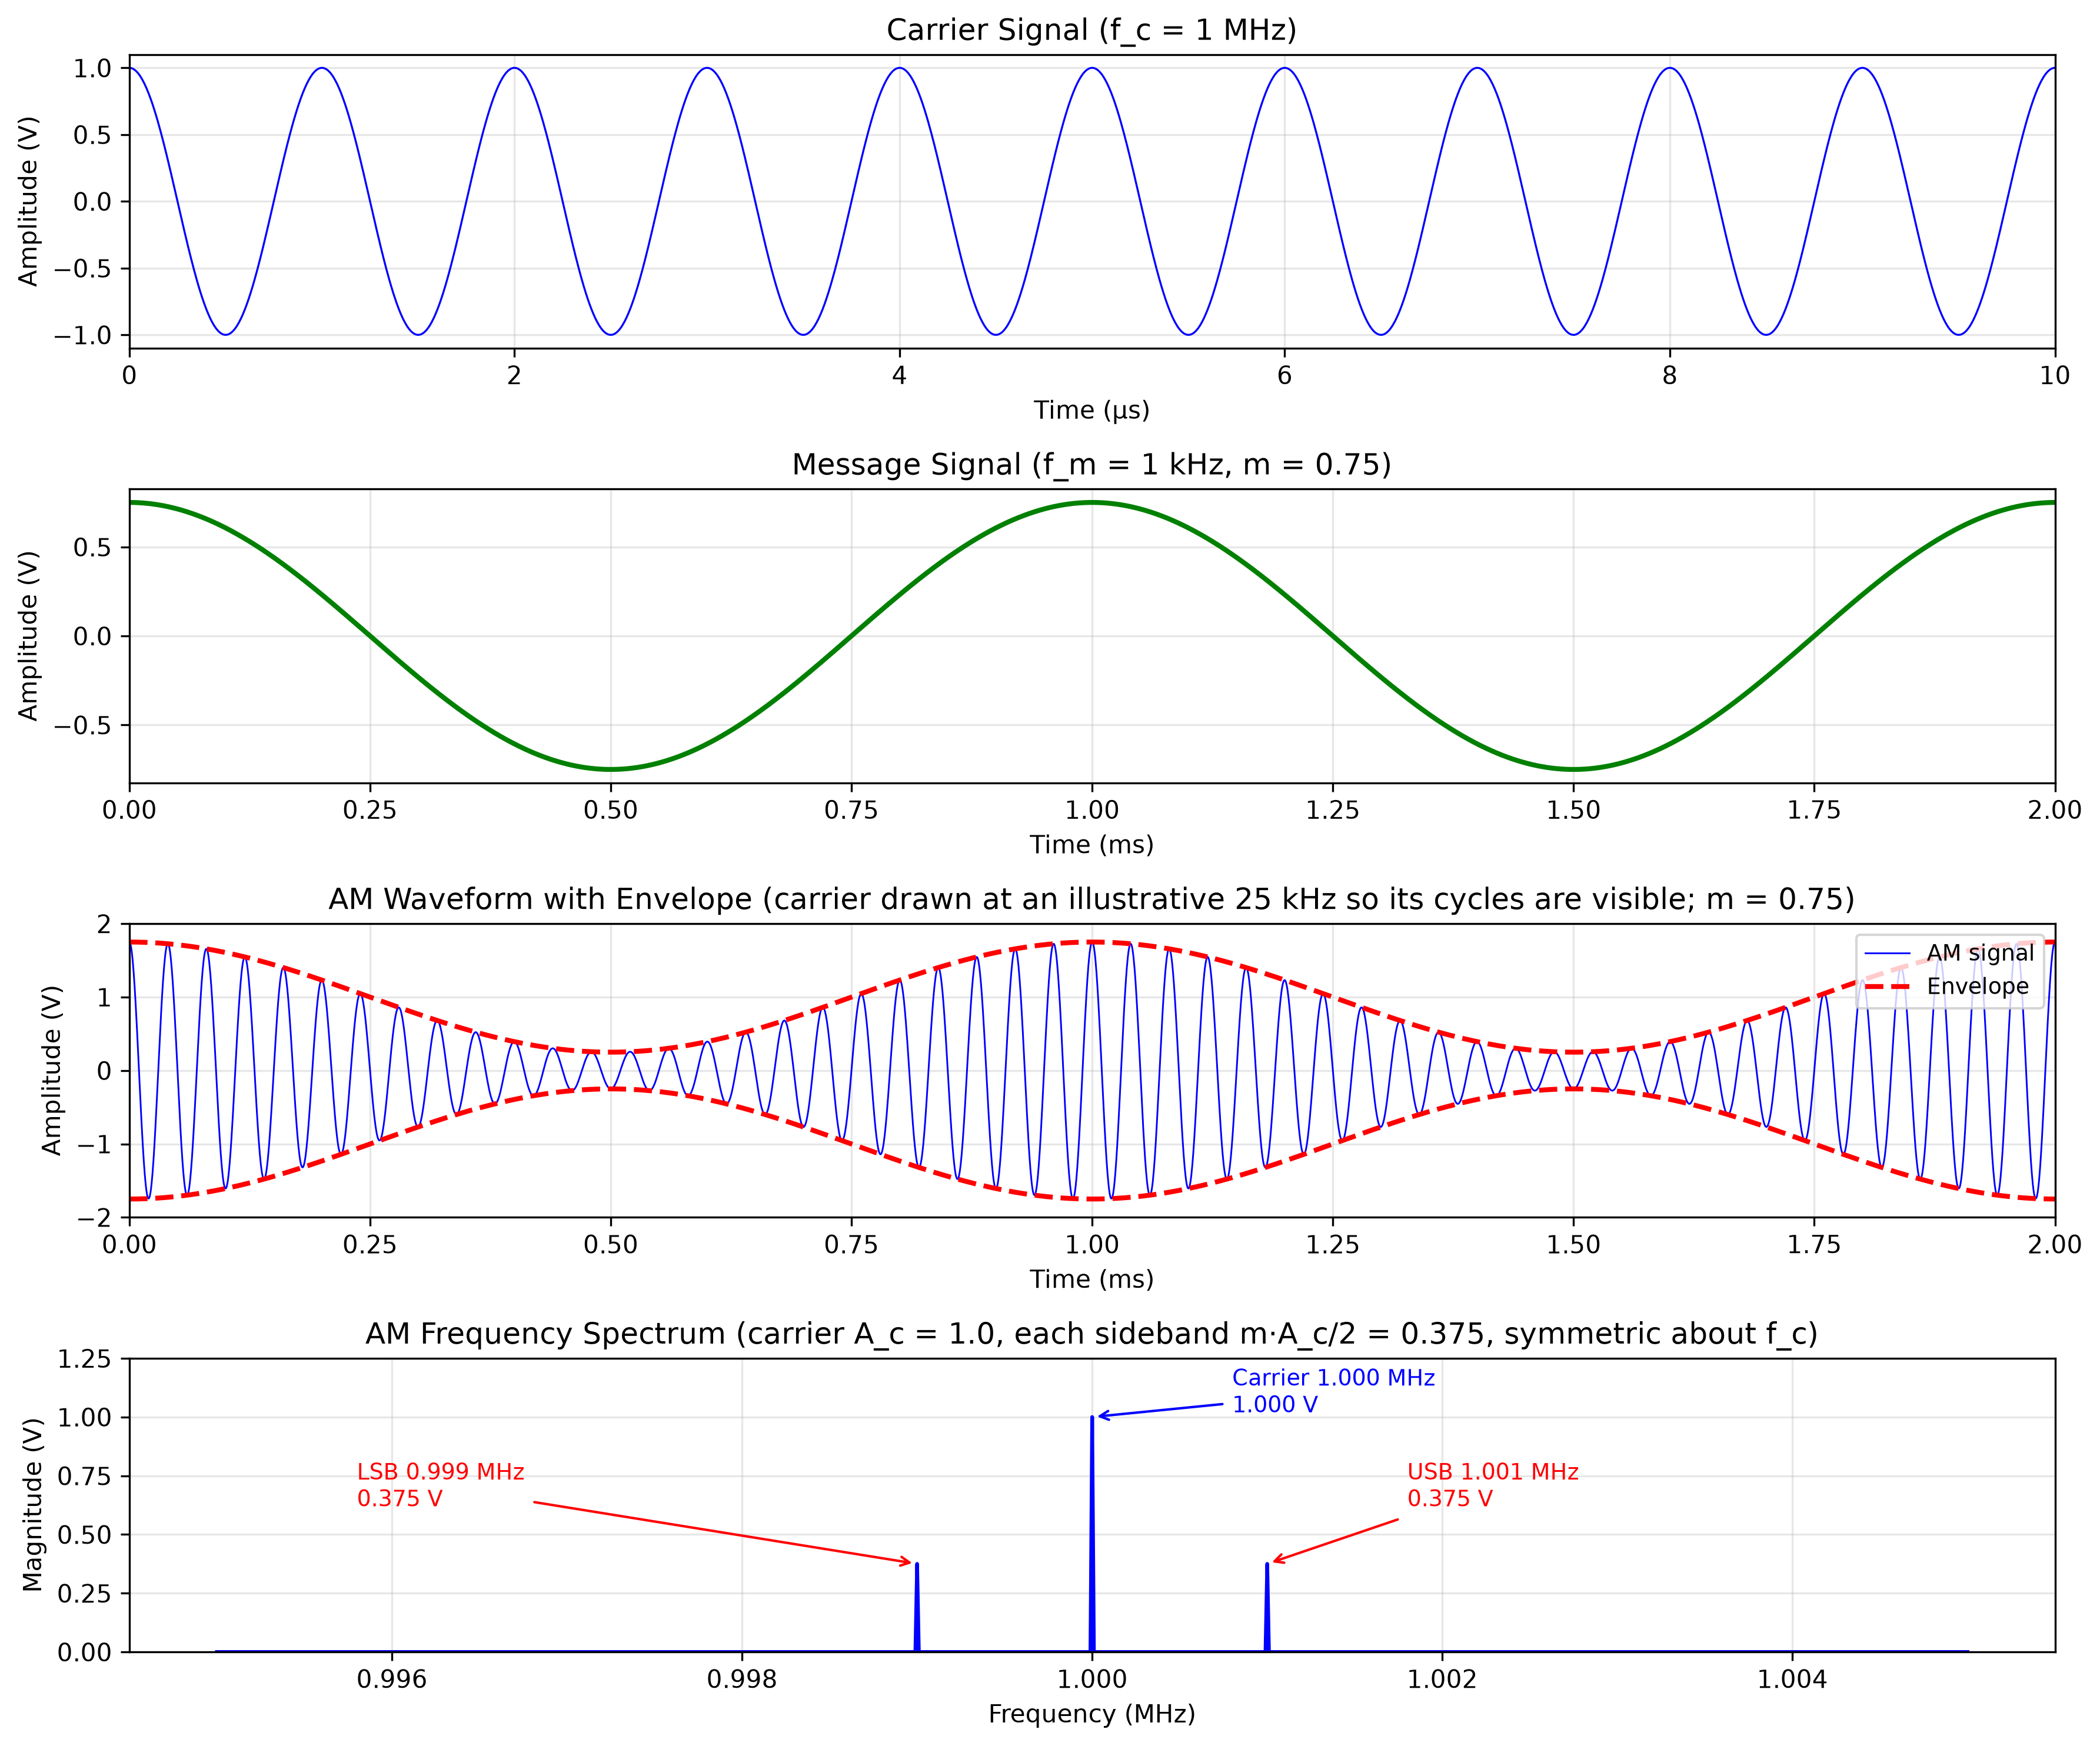 Carrier Signal (f_c = 1 MHz)
Amplitude (V)
1.0
0.5
0.0
−0.5
−1.0
0 2 4 6 8 10
Time (µs)
Message Signal (f_m = 1 kHz, m = 0.75)
Amplitude (V)
0.5
0.0
−0.5
0.00 0.25 0.50 0.75 1.00 1.25 1.50 1.75 2.00
Time (ms)
AM Waveform with Envelope (carrier drawn at an illustrative 25 kHz so its cycles are visible; m = 0.75)
Amplitude (V)
2
1
0
−1
−2
AM signal
Envelope
0.00 0.25 0.50 0.75 1.00 1.25 1.50 1.75 2.00
Time (ms)
AM Frequency Spectrum (carrier A_c = 1.0, each sideband m·A_c/2 = 0.375, symmetric about f_c)
Magnitude (V)
1.25
1.00
0.75
0.50
0.25
0.00
Carrier 1.000 MHz
1.000 V
LSB 0.999 MHz
0.375 V
USB 1.001 MHz
0.375 V
0.996 0.998 1.000 1.002 1.004
Frequency (MHz)